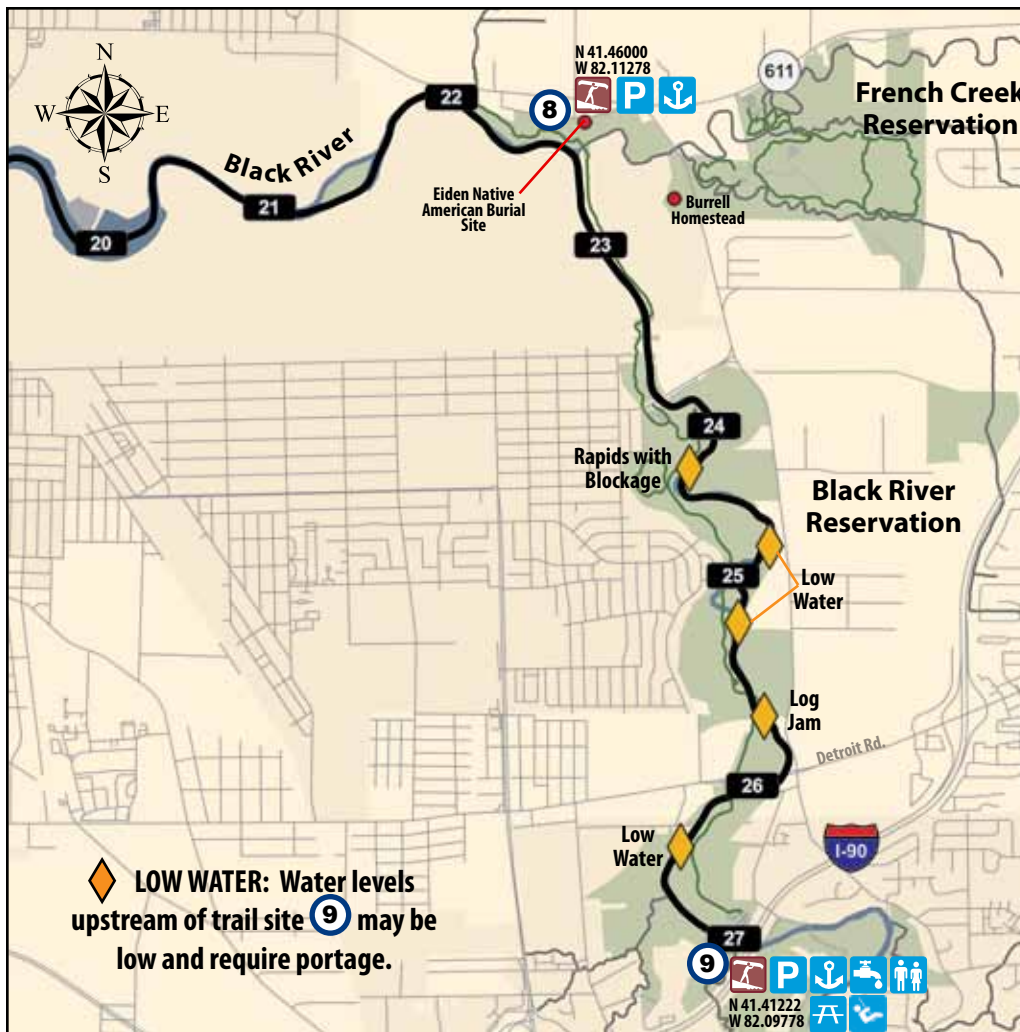 N 41.46000
W 82.11278
8
P
611
French Creek
Reservation
N
W
E
S
22
Black River
21
20
Eiden Native
American Burial
Site
Burrell
Homestead
23
24
Rapids with
Blockage
Black River
Reservation
25
Low
Water
Log
Jam
Detroit Rd.
26
Low
Water
I-90
LOW WATER: Water levels
upstream of trail site 9 may be
low and require portage.
27
9
P
N 41.41222
W 82.09778